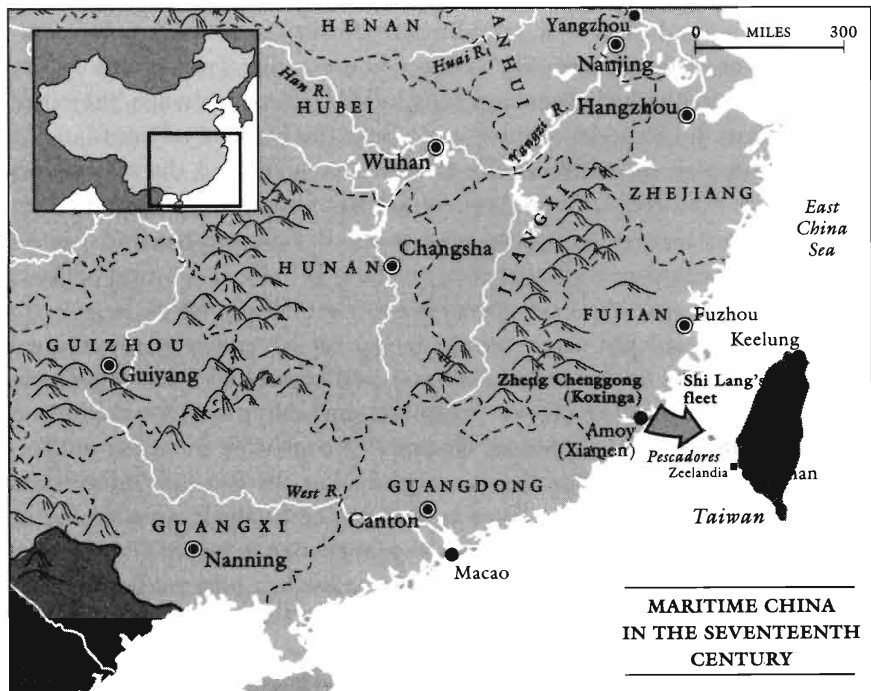 HENAN
ANHUI
Yangzhou
0 MILES 300
Huai R.
Nanjing
Han R.
HUBEI
Hangzhou
Yangzi R.
Wuhan
ZHEJIANG
JIANGXI
East
China
Sea
Changsha
HUNAN
FUJIAN
Fuzhou
Keelung
GUIZHOU
Guiyang
Zheng Chenggong
(Koxinga)
Shi Lang's
fleet
Amoy
(Xiamen)
Pescadores
Zeelandia
Taiwan
West R.
GUANGDONG
GUANGXI
Canton
Nanning
Macao
MARITIME CHINA
IN THE SEVENTEENTH
CENTURY